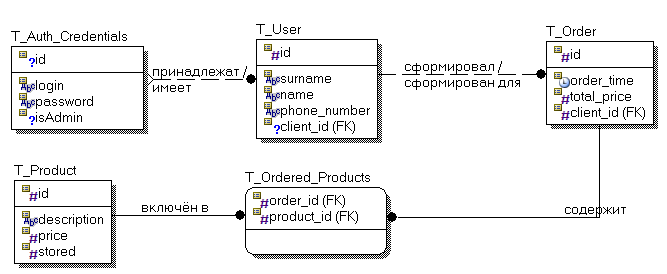 T_Auth_Credentials
id
login
password
isAdmin
принадлежат /
имеет
T_User
id
surname
name
phone_number
client_id (FK)
сформировал /
сформирован для
T_Order
id
order_time
total_price
client_id (FK)
T_Product
id
description
price
stored
включён в
T_Ordered_Products
order_id (FK)
product_id (FK)
содержит